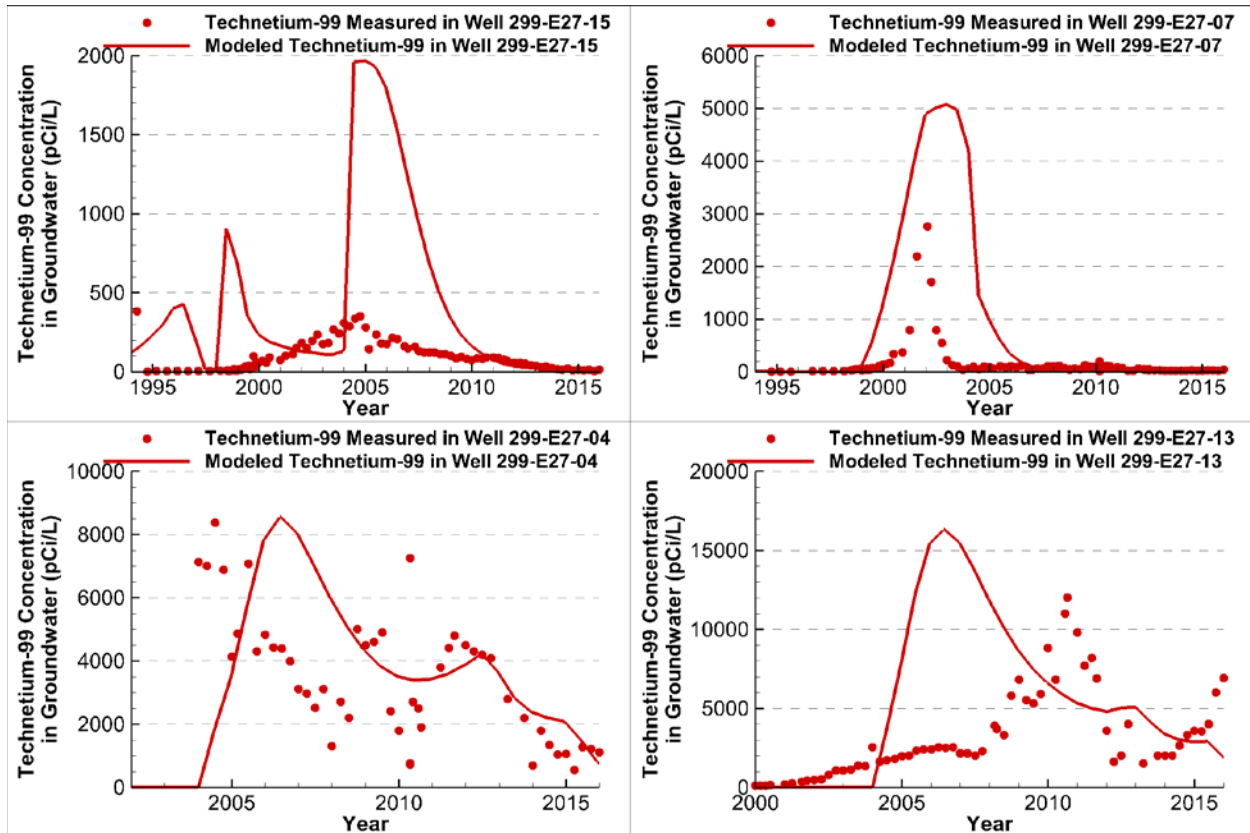 Technetium-99 Measured in Well 299-E27-15
Modeled Technetium-99 in Well 299-E27-15
Technetium-99 Concentration
in Groundwater (pCi/L)
2000
1500
1000
500
0
1995 2000 2005 2010 2015
Year
Technetium-99 Measured in Well 299-E27-07
Modeled Technetium-99 in Well 299-E27-07
Technetium-99 Concentration
in Groundwater (pCi/L)
6000
5000
4000
3000
2000
1000
0
1995 2000 2005 2010 2015
Year
Technetium-99 Measured in Well 299-E27-04
Modeled Technetium-99 in Well 299-E27-04
Technetium-99 Concentration
in Groundwater (pCi/L)
10000
8000
6000
4000
2000
0
2005 2010 2015
Year
Technetium-99 Measured in Well 299-E27-13
Modeled Technetium-99 in Well 299-E27-13
Technetium-99 Concentration
in Groundwater (pCi/L)
20000
15000
10000
5000
0
2000 2005 2010 2015
Year